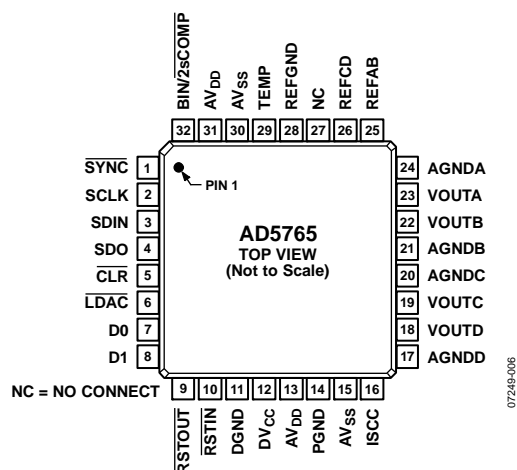 BIN/2sCOMP
AVDD
AVSS
TEMP
REFGND
NC
REFCD
REFAB
32 31 30 29 28 27 26 25
SYNC 1
SCLK 2
SDIN 3
SDO 4
CLR 5
LDAC 6
D0 7
D1 8
PIN 1
AD5765
TOP VIEW
(Not to Scale)
24 AGNDA
23 VOUTA
22 VOUTB
21 AGNDB
20 AGNDC
19 VOUTC
18 VOUTD
17 AGNDD
NC = NO CONNECT
9 10 11 12 13 14 15 16
RSTOUT
RSTIN
DGND
DVCC
AVDD
PGND
AVSS
ISCC
07249-006